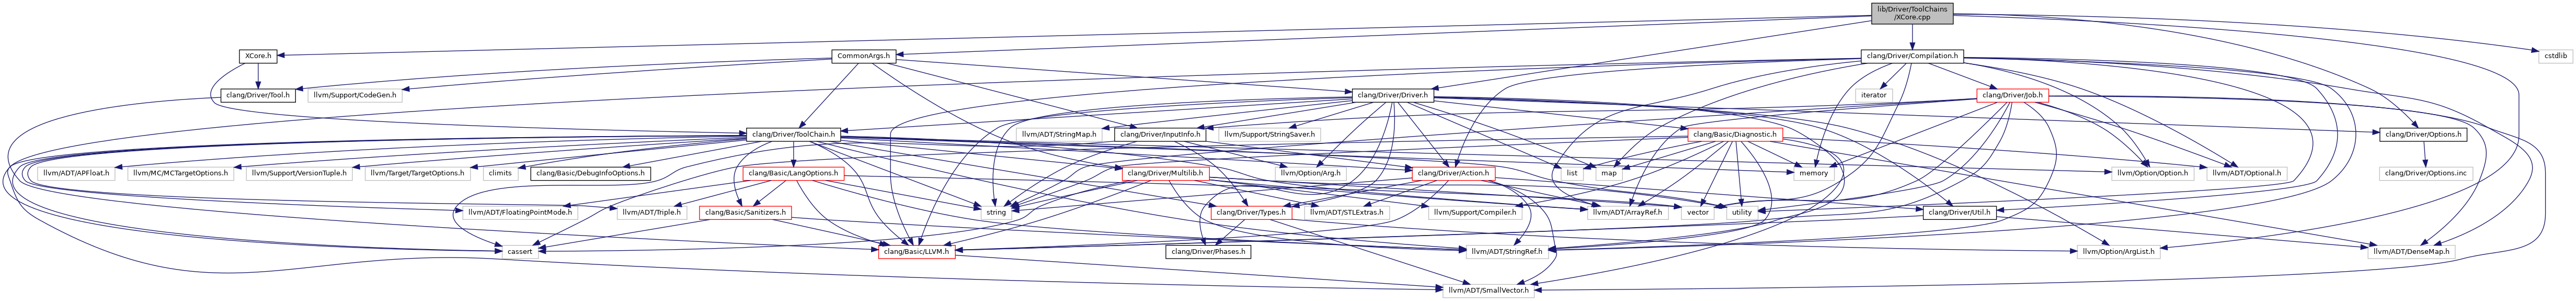 lib/Driver/ToolChains
/XCore.cpp
XCore.h
CommonArgs.h
clang/Driver/Compilation.h
cstdlib
clang/Driver/Tool.h
llvm/Support/CodeGen.h
clang/Driver/Driver.h
iterator
clang/Driver/Job.h
clang/Driver/ToolChain.h
llvm/ADT/StringMap.h
clang/Driver/InputInfo.h
llvm/Support/StringSaver.h
clang/Basic/Diagnostic.h
clang/Driver/Options.h
llvm/ADT/APFloat.h
llvm/MC/MCTargetOptions.h
llvm/Support/VersionTuple.h
llvm/Target/TargetOptions.h
climits
clang/Basic/DebugInfoOptions.h
clang/Basic/LangOptions.h
clang/Driver/Multilib.h
llvm/Option/Arg.h
clang/Driver/Action.h
list
map
memory
llvm/Option/Option.h
llvm/ADT/Optional.h
clang/Driver/Options.inc
llvm/ADT/FloatingPointMode.h
llvm/ADT/Triple.h
clang/Basic/Sanitizers.h
string
clang/Driver/Types.h
llvm/ADT/STLExtras.h
llvm/Support/Compiler.h
llvm/ADT/ArrayRef.h
vector
utility
clang/Driver/Util.h
cassert
clang/Basic/LLVM.h
clang/Driver/Phases.h
llvm/ADT/StringRef.h
llvm/Option/ArgList.h
llvm/ADT/DenseMap.h
llvm/ADT/SmallVector.h